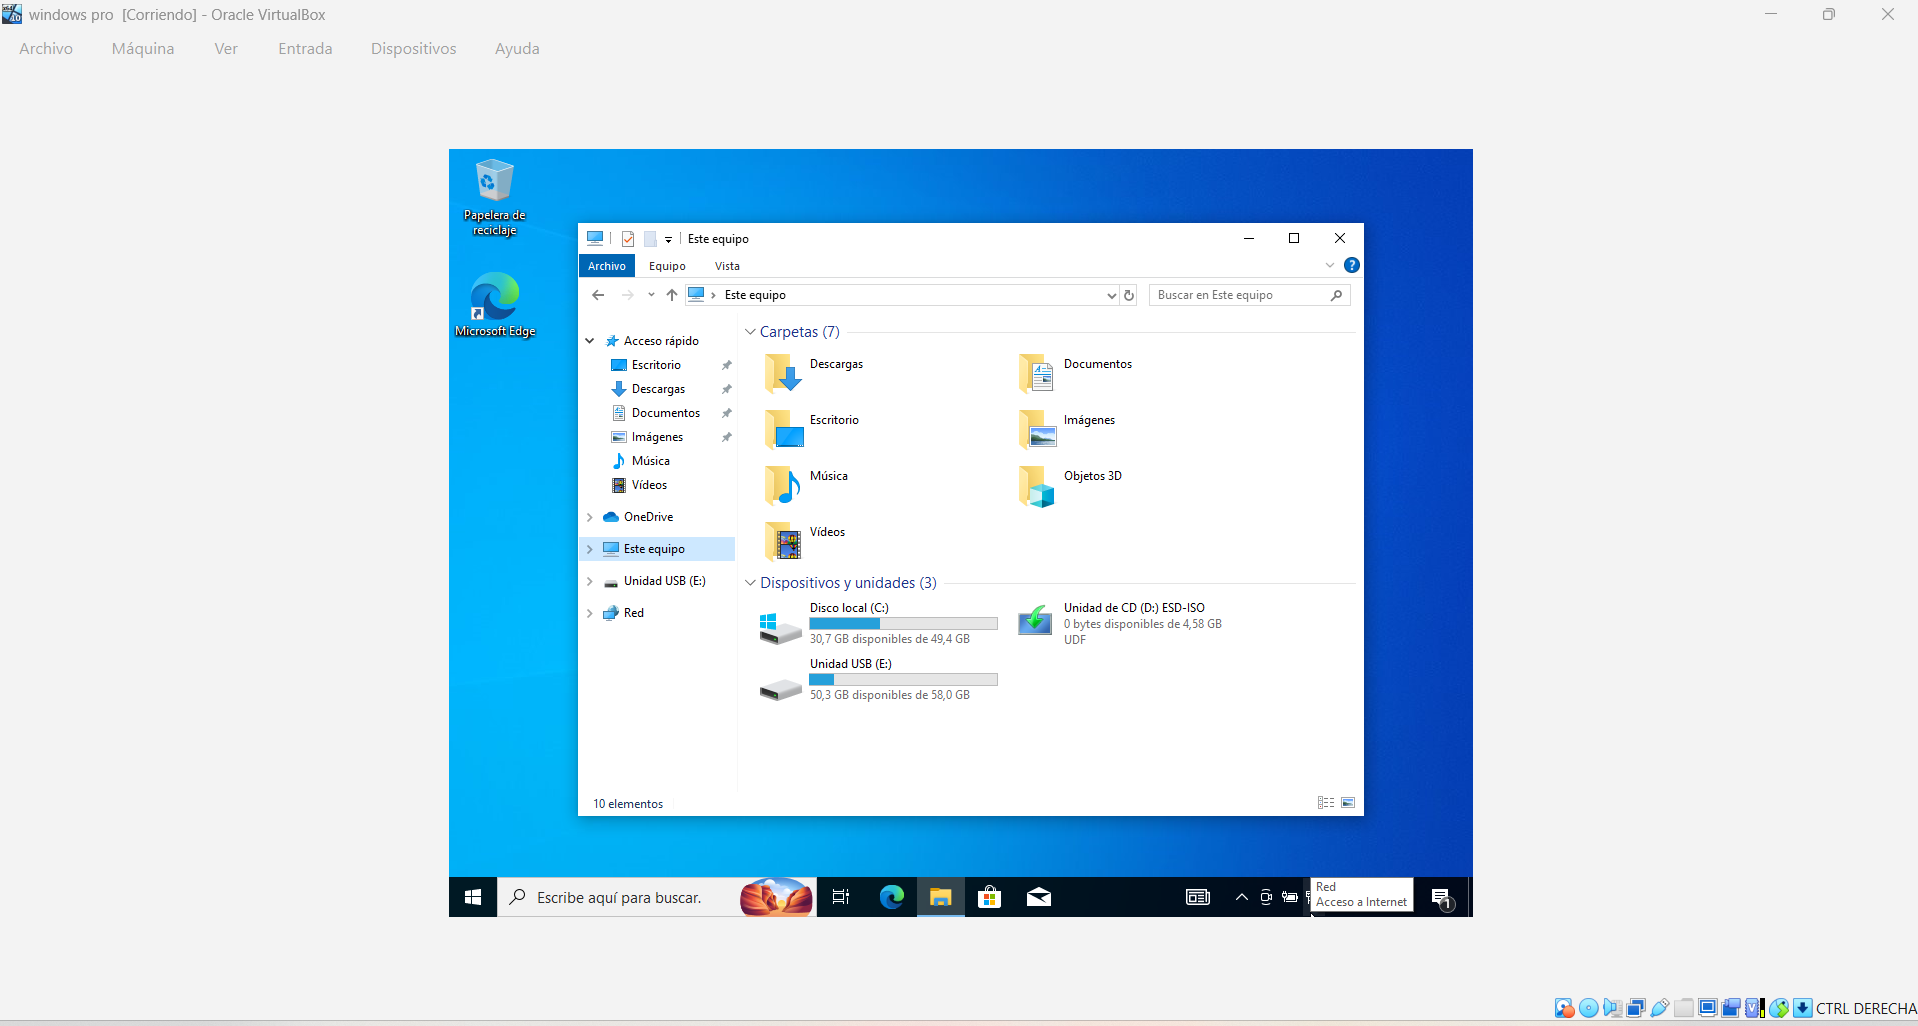 windows pro [Corriendo] - Oracle VirtualBox
Archivo Máquina Ver Entrada Dispositivos Ayuda
Papelera de
reciclaje
Microsoft Edge
Este equipo
Archivo Equipo Vista
Este equipo
Buscar en Este equipo
Acceso rápido
Escritorio
Descargas
Documentos
Imágenes
Música
Vídeos
OneDrive
Este equipo
Unidad USB (E:)
Red
Carpetas (7)
Descargas
Documentos
Escritorio
Imágenes
Música
Objetos 3D
Vídeos
Dispositivos y unidades (3)
Disco local (C:)
30,7 GB disponibles de 49,4 GB
Unidad de CD (D:) ESD-ISO
0 bytes disponibles de 4,58 GB
UDF
Unidad USB (E:)
50,3 GB disponibles de 58,0 GB
10 elementos
Escribe aquí para buscar.
Red
Acceso a Internet
1
CTRL DERECHA